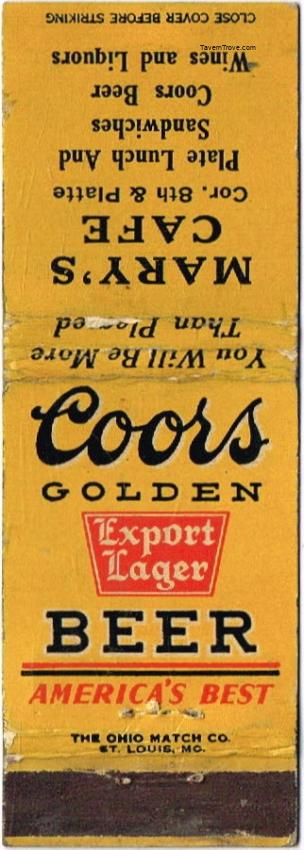 You Will Be More
Than Pleased
MARY'S
CAFE
Cor. 8th & Platte
Plate Lunch And
Sandwiches
Coors Beer
Wines and Liquors
TavernTrove.com
CLOSE COVER BEFORE STRIKING
Coors
GOLDEN
Export
Lager
BEER
AMERICA'S BEST
THE OHIO MATCH CO.
ST. LOUIS, MO.